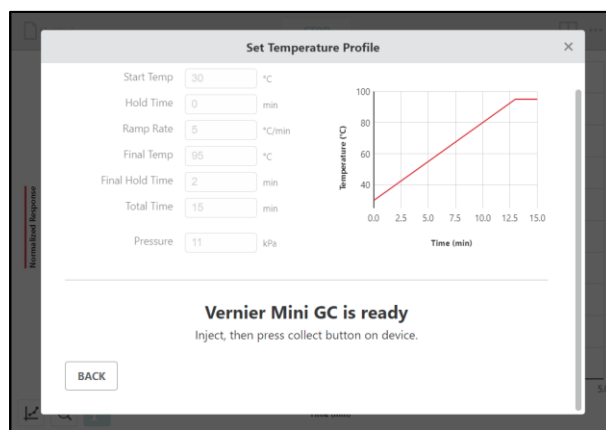 Set Temperature Profile ×
Start Temp 30 °C
Hold Time 0 min
Ramp Rate 5 °C/min
Final Temp 95 °C
Final Hold Time 2 min
Total Time 15 min
Pressure 11 kPa
Temperature (°C)
100
80
60
40
0.0 2.5 5.0 7.5 10.0 12.5 15.0
Time (min)
Normalized Response
Vernier Mini GC is ready
Inject, then press collect button on device.
BACK